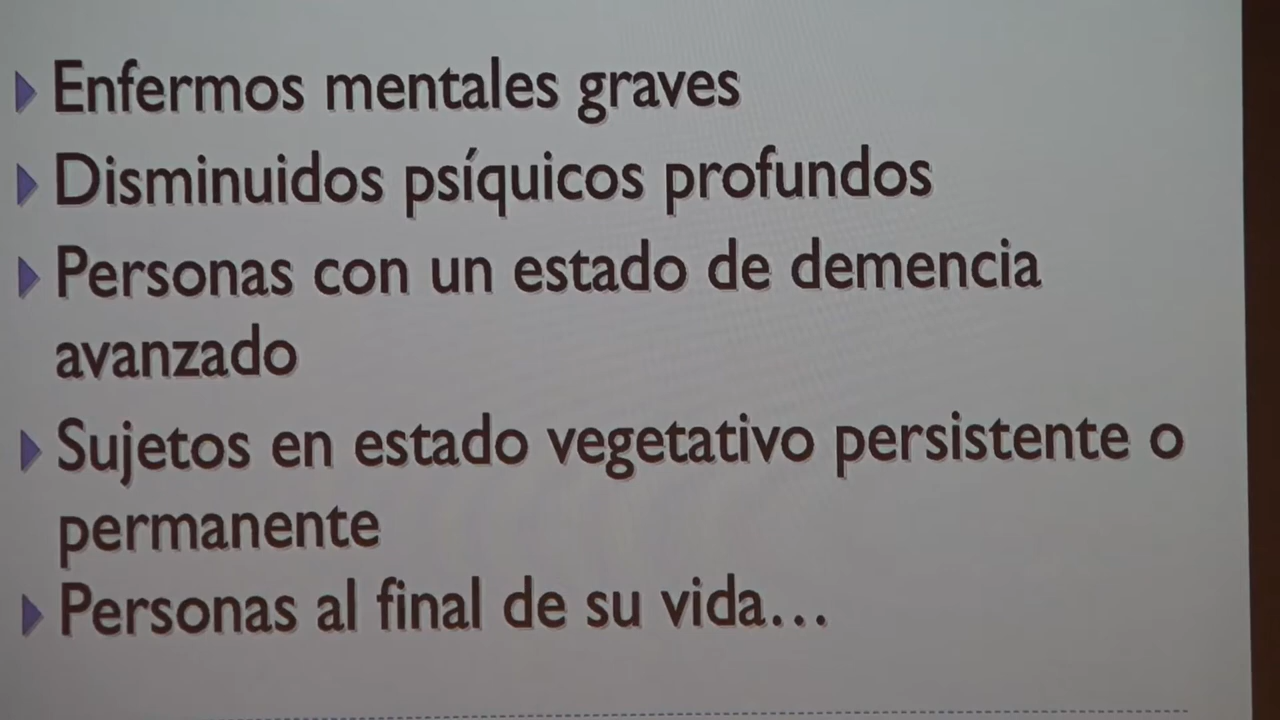 Enfermos mentales graves
Disminuidos psíquicos profundos
Personas con un estado de demencia
avanzado
Sujetos en estado vegetativo persistente o
permanente
Personas al final de su vida...